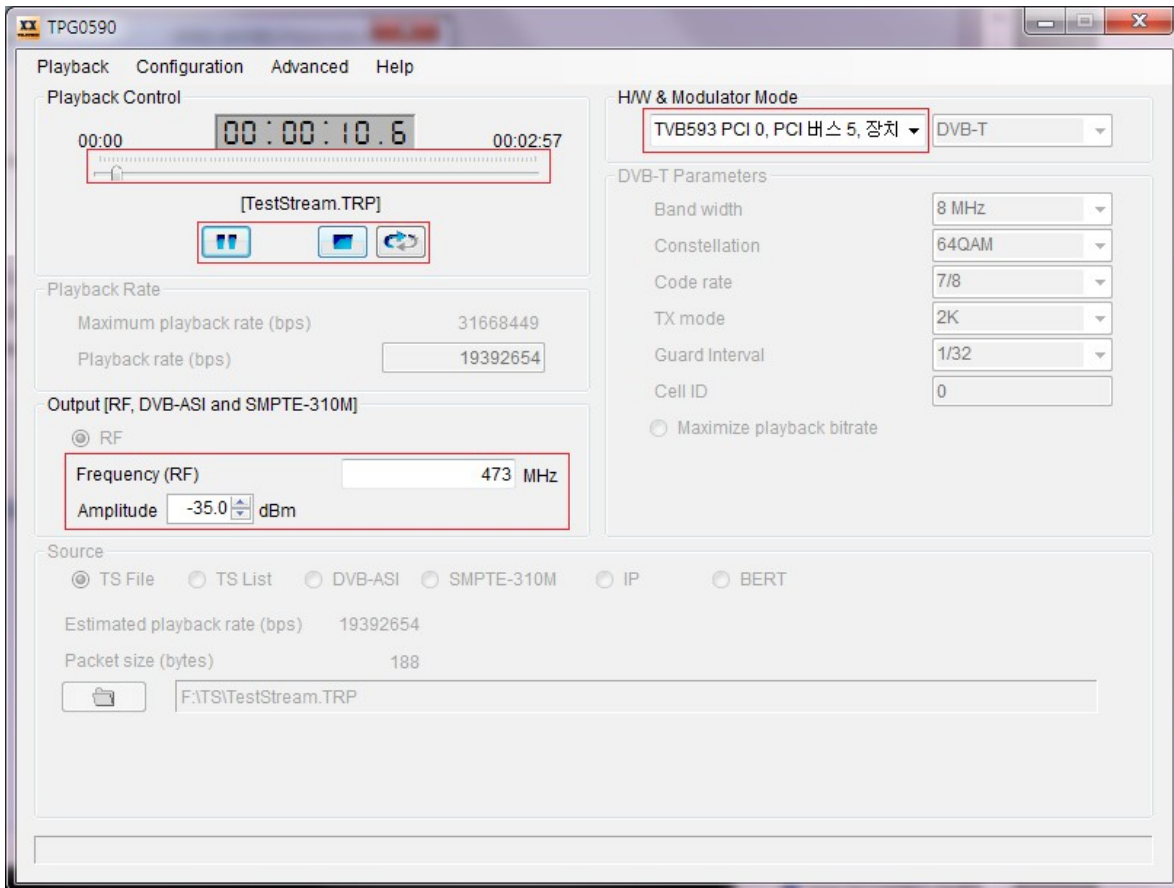 TPG0590
Playback Configuration Advanced Help
Playback Control
00:00 00:00:10.6 00:02:57
[TestStream.TRP]
Playback Rate
Maximum playback rate (bps) 31668449
Playback rate (bps) 19392654
Output [RF, DVB-ASI and SMPTE-310M]
RF
Frequency (RF) 473 MHz
Amplitude -35.0 dBm
H/W & Modulator Mode
TVB593 PCI 0, PCI 버스 5, 장치 DVB-T
DVB-T Parameters
Band width 8 MHz
Constellation 64QAM
Code rate 7/8
TX mode 2K
Guard Interval 1/32
Cell ID 0
Maximize playback bitrate
Source
TS File TS List DVB-ASI SMPTE-310M IP BERT
Estimated playback rate (bps) 19392654
Packet size (bytes) 188
F:\TS\TestStream.TRP